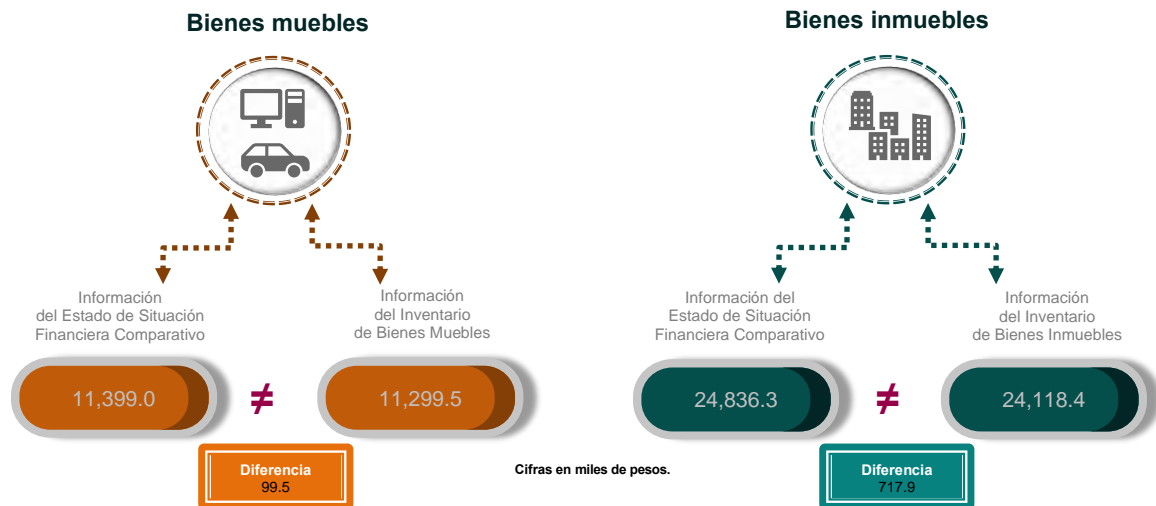 Bienes muebles
Información
del Estado de Situación
Financiera Comparativo
Información
del Inventario
de Bienes Muebles
11,399.0
≠
11,299.5
Diferencia
99.5
Cifras en miles de pesos.
Bienes inmuebles
Información del
Estado de Situación
Financiera Comparativo
Información
del Inventario
de Bienes Inmuebles
24,836.3
≠
24,118.4
Diferencia
717.9